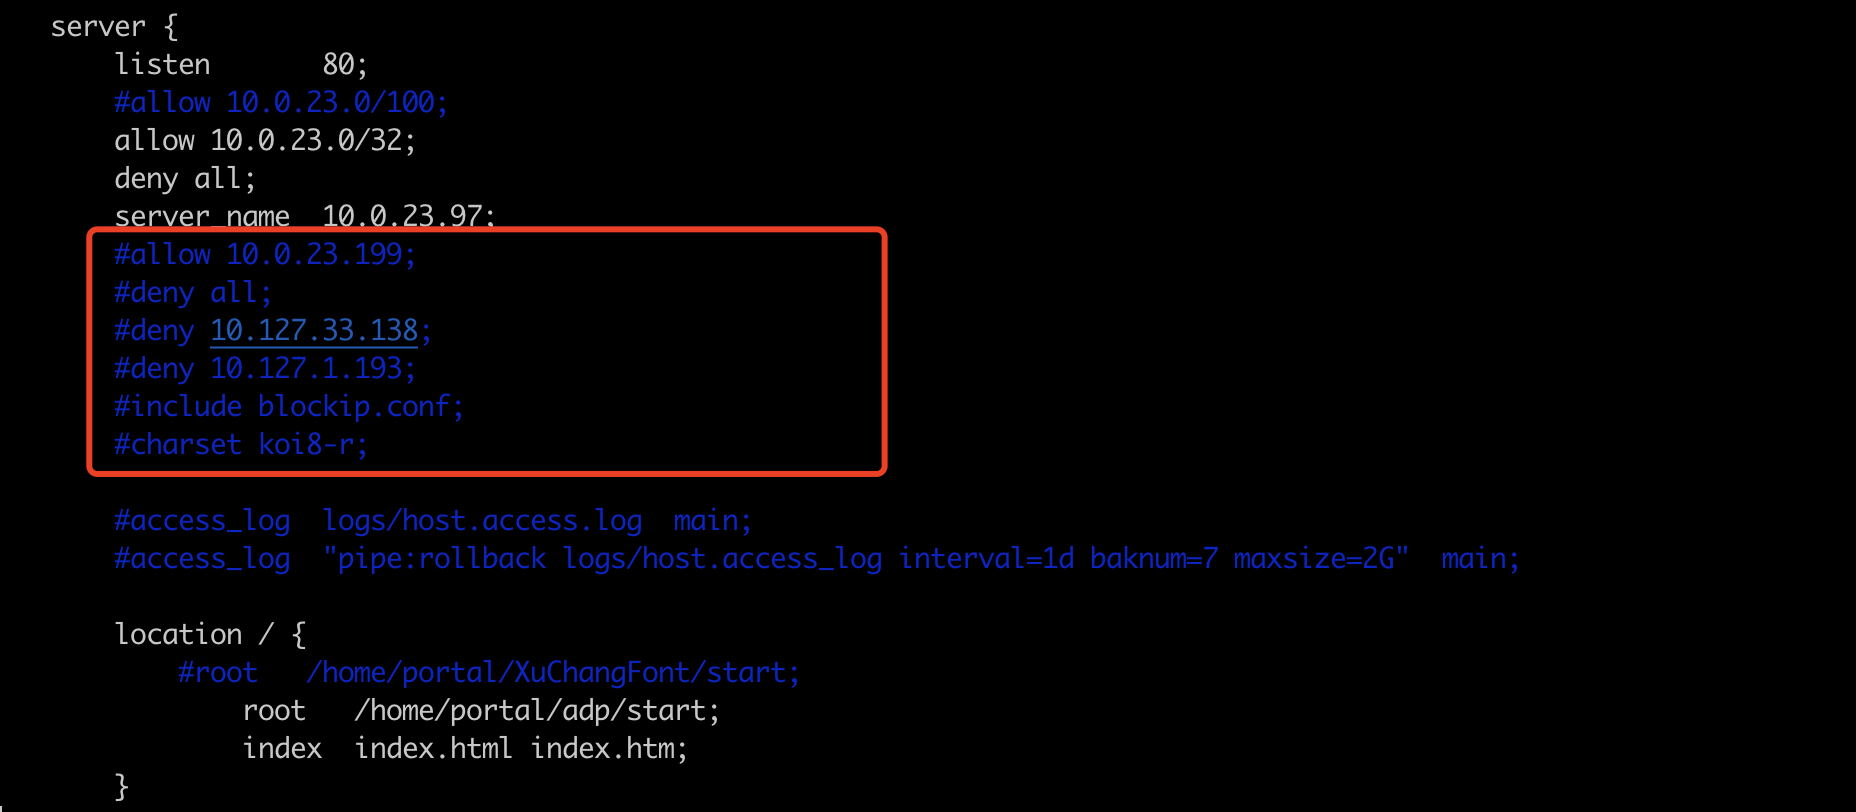 server {
listen       80;
#allow 10.0.23.0/100;
allow 10.0.23.0/32;
deny all;
server_name  10.0.23.97;
#allow 10.0.23.199;
#deny all;
#deny 10.127.33.138;
#deny 10.127.1.193;
#include blockip.conf;
#charset koi8-r;
#access_log  logs/host.access.log  main;
#access_log  "pipe:rollback logs/host.access_log interval=1d baknum=7 maxsize=2G"  main;
location / {
#root   /home/portal/XuChangFont/start;
root   /home/portal/adp/start;
index  index.html index.htm;
}